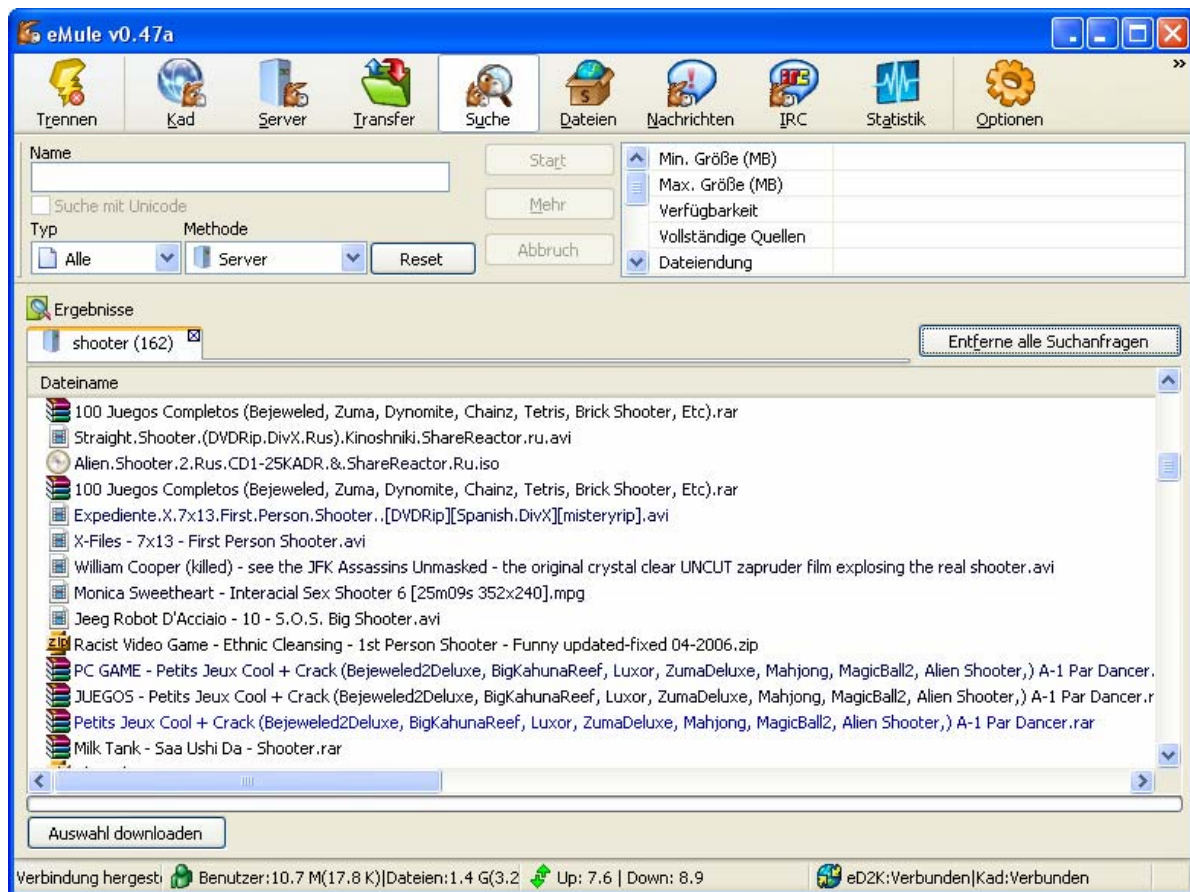 eMule v0.47a
Trennen Kad Server Transfer Suche Dateien Nachrichten IRC Statistik Optionen
Name
Suche mit Unicode
Typ Methode
Alle Server Reset
Start
Mehr
Abbruch
Min. Größe (MB)
Max. Größe (MB)
Verfügbarkeit
Vollständige Quellen
Dateiendung
Ergebnisse
shooter (162)
Entferne alle Suchanfragen
Dateiname
100 Juegos Completos (Bejeweled, Zuma, Dynomite, Chainz, Tetris, Brick Shooter, Etc).rar
Straight.Shooter.(DVDRip.DivX.Rus).Kinoshniki.ShareReactor.ru.avi
Alien.Shooter.2.Rus.CD1-25KADR.&.ShareReactor.Ru.iso
100 Juegos Completos (Bejeweled, Zuma, Dynomite, Chainz, Tetris, Brick Shooter, Etc).rar
Expediente.X.7x13.First.Person.Shooter..[DVDRip][Spanish.DivX][misteryrip].avi
X-Files - 7x13 - First Person Shooter.avi
William Cooper (killed) - see the JFK Assassins Unmasked - the original crystal clear UNCUT zapruder film explosing the real shooter.avi
Monica Sweetheart - Interacial Sex Shooter 6 [25m09s 352x240].mpg
Jeeg Robot D'Acciaio - 10 - S.O.S. Big Shooter.avi
Racist Video Game - Ethnic Cleansing - 1st Person Shooter - Funny updated-fixed 04-2006.zip
PC GAME - Petits Jeux Cool + Crack (Bejeweled2Deluxe, BigKahunaReef, Luxor, ZumaDeluxe, Mahjong, MagicBall2, Alien Shooter,) A-1 Par Dancer.
JUEGOS - Petits Jeux Cool + Crack (Bejeweled2Deluxe, BigKahunaReef, Luxor, ZumaDeluxe, Mahjong, MagicBall2, Alien Shooter,) A-1 Par Dancer.r
Petits Jeux Cool + Crack (Bejeweled2Deluxe, BigKahunaReef, Luxor, ZumaDeluxe, Mahjong, MagicBall2, Alien Shooter,) A-1 Par Dancer.rar
Milk Tank - Saa Ushi Da - Shooter.rar
Auswahl downloaden
Verbindung hergest Benutzer:10.7 M(17.8 K)|Dateien:1.4 G(3.2 Up: 7.6 | Down: 8.9 eD2K:Verbunden|Kad:Verbunden